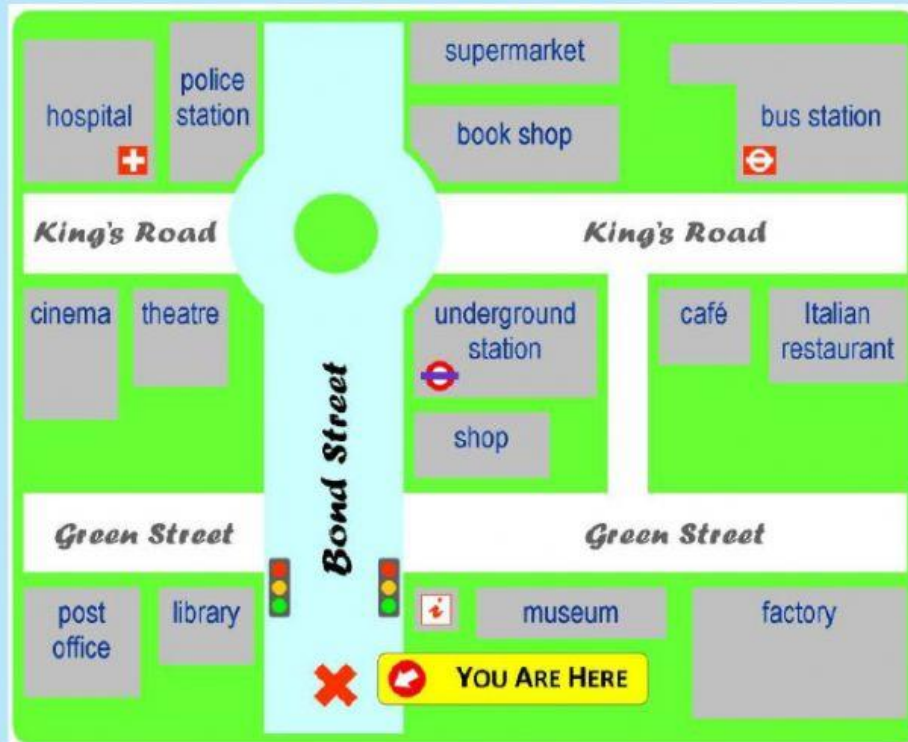 supermarket
police
station
hospital
book shop
bus station
King's Road
King's Road
cinema
theatre
underground
station
café
Italian
restaurant
shop
Bond Street
Green Street
Green Street
post
office
library
i
museum
factory
YOU ARE HERE